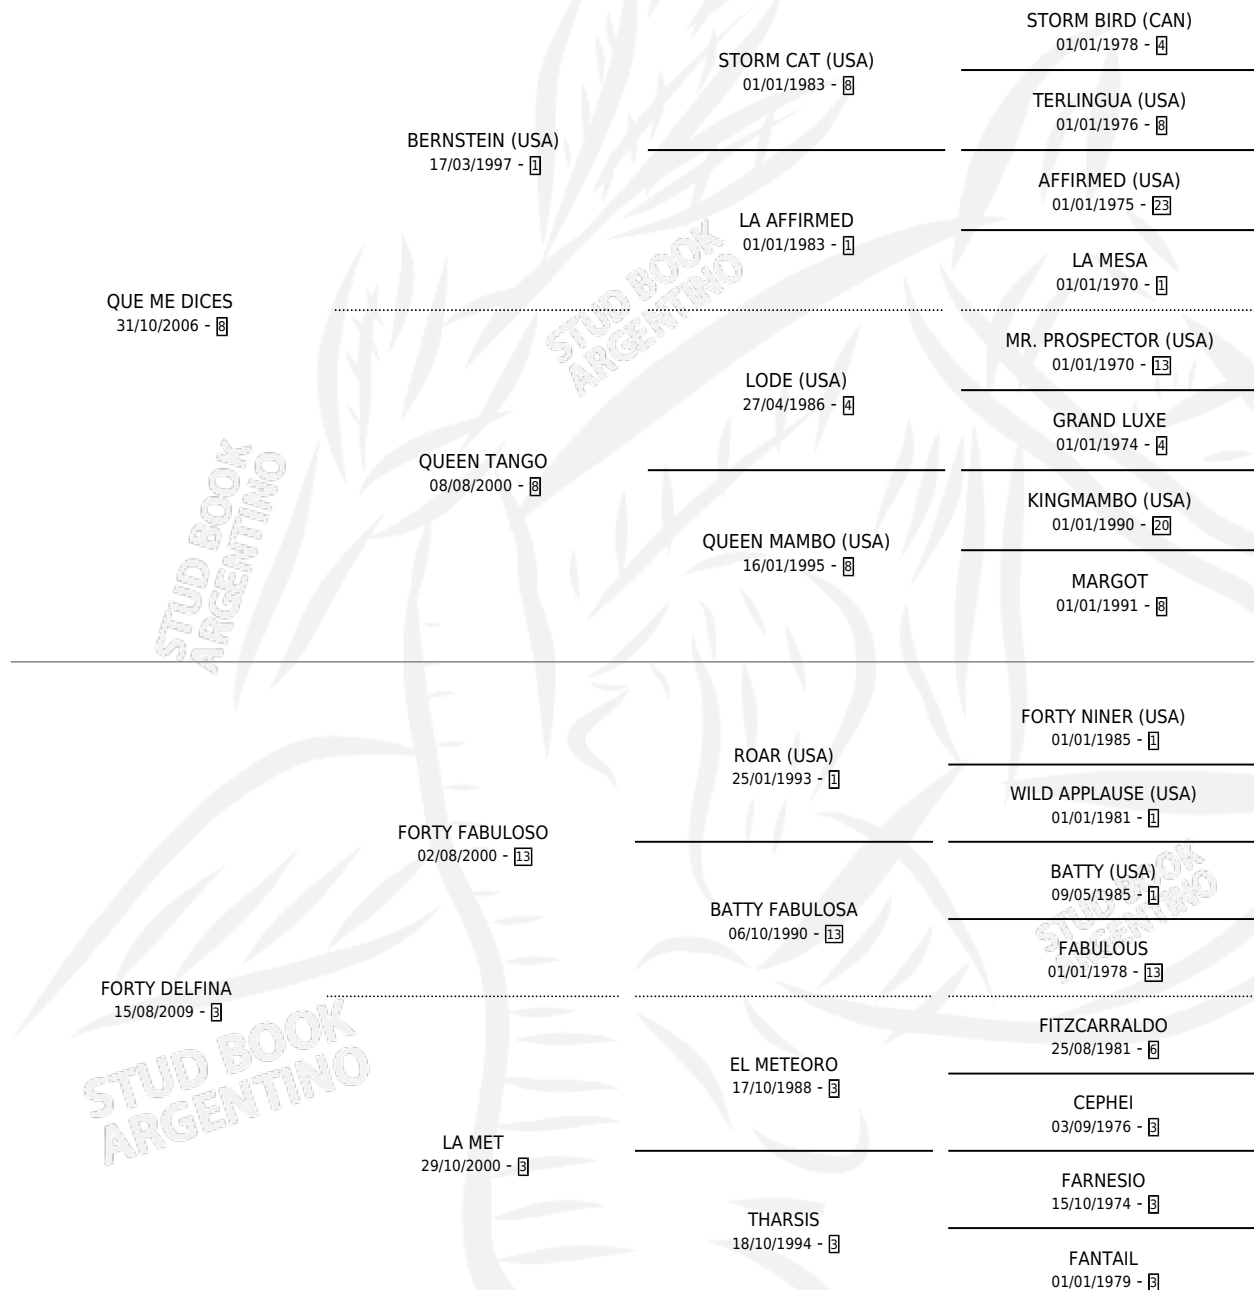 STORM BIRD (CAN)
01/01/1978 - 4
STORM CAT (USA)
01/01/1983 - 8
TERLINGUA (USA)
01/01/1976 - 8
BERNSTEIN (USA)
17/03/1997 - 1
AFFIRMED (USA)
01/01/1975 - 23
LA AFFIRMED
01/01/1983 - 1
LA MESA
01/01/1970 - 1
QUE ME DICES
31/10/2006 - 8
MR. PROSPECTOR (USA)
01/01/1970 - 13
LODE (USA)
27/04/1986 - 4
GRAND LUXE
01/01/1974 - 4
QUEEN TANGO
08/08/2000 - 8
KINGMAMBO (USA)
01/01/1990 - 20
QUEEN MAMBO (USA)
16/01/1995 - 8
MARGOT
01/01/1991 - 8
FORTY NINER (USA)
01/01/1985 - 1
ROAR (USA)
25/01/1993 - 1
WILD APPLAUSE (USA)
01/01/1981 - 1
FORTY FABULOSO
02/08/2000 - 13
BATTY (USA)
09/05/1985 - 1
BATTY FABULOSA
06/10/1990 - 13
FABULOUS
01/01/1978 - 13
FORTY DELFINA
15/08/2009 - 3
FITZCARRALDO
25/08/1981 - 6
EL METEORO
17/10/1988 - 3
CEPHEI
03/09/1976 - 3
LA MET
29/10/2000 - 3
FARNESIO
15/10/1974 - 3
THARSIS
18/10/1994 - 3
FANTAIL
01/01/1979 - 3
STUD BOOK
ARGENTINO
STUD BOOK
ARGENTINO
STUD BOOK
ARGENTINO
STUD BOOK
ARGENTINO